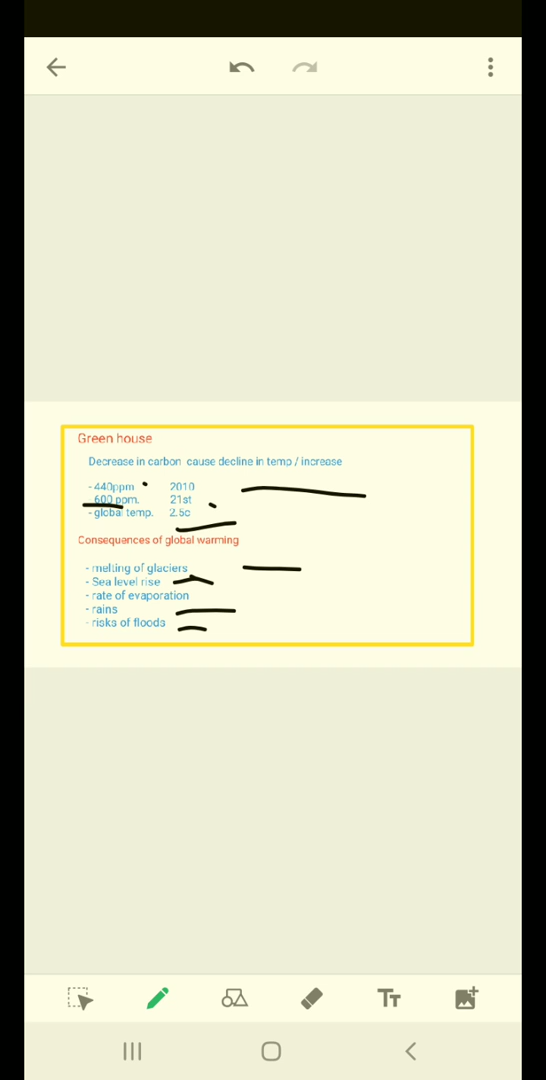 Green house
Decrease in carbon cause decline in temp / increase
- 440ppm 2010
- 600 ppm. 21st
- global temp. 2.5c
Consequences of global warming
- melting of glaciers
- Sea level rise
- rate of evaporation
- rains
- risks of floods